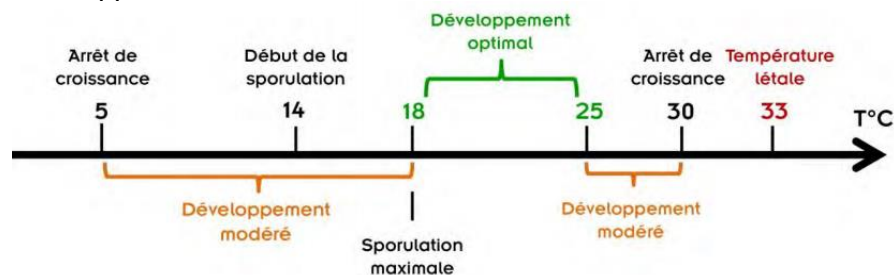 Développement
optimal
Arrêt de
croissance
Début de la
sporulation
Arrêt de
croissance
Température
létale
5
14
18
25
30
33
T°C
Développement
modéré
Développement
modéré
Sporulation
maximale